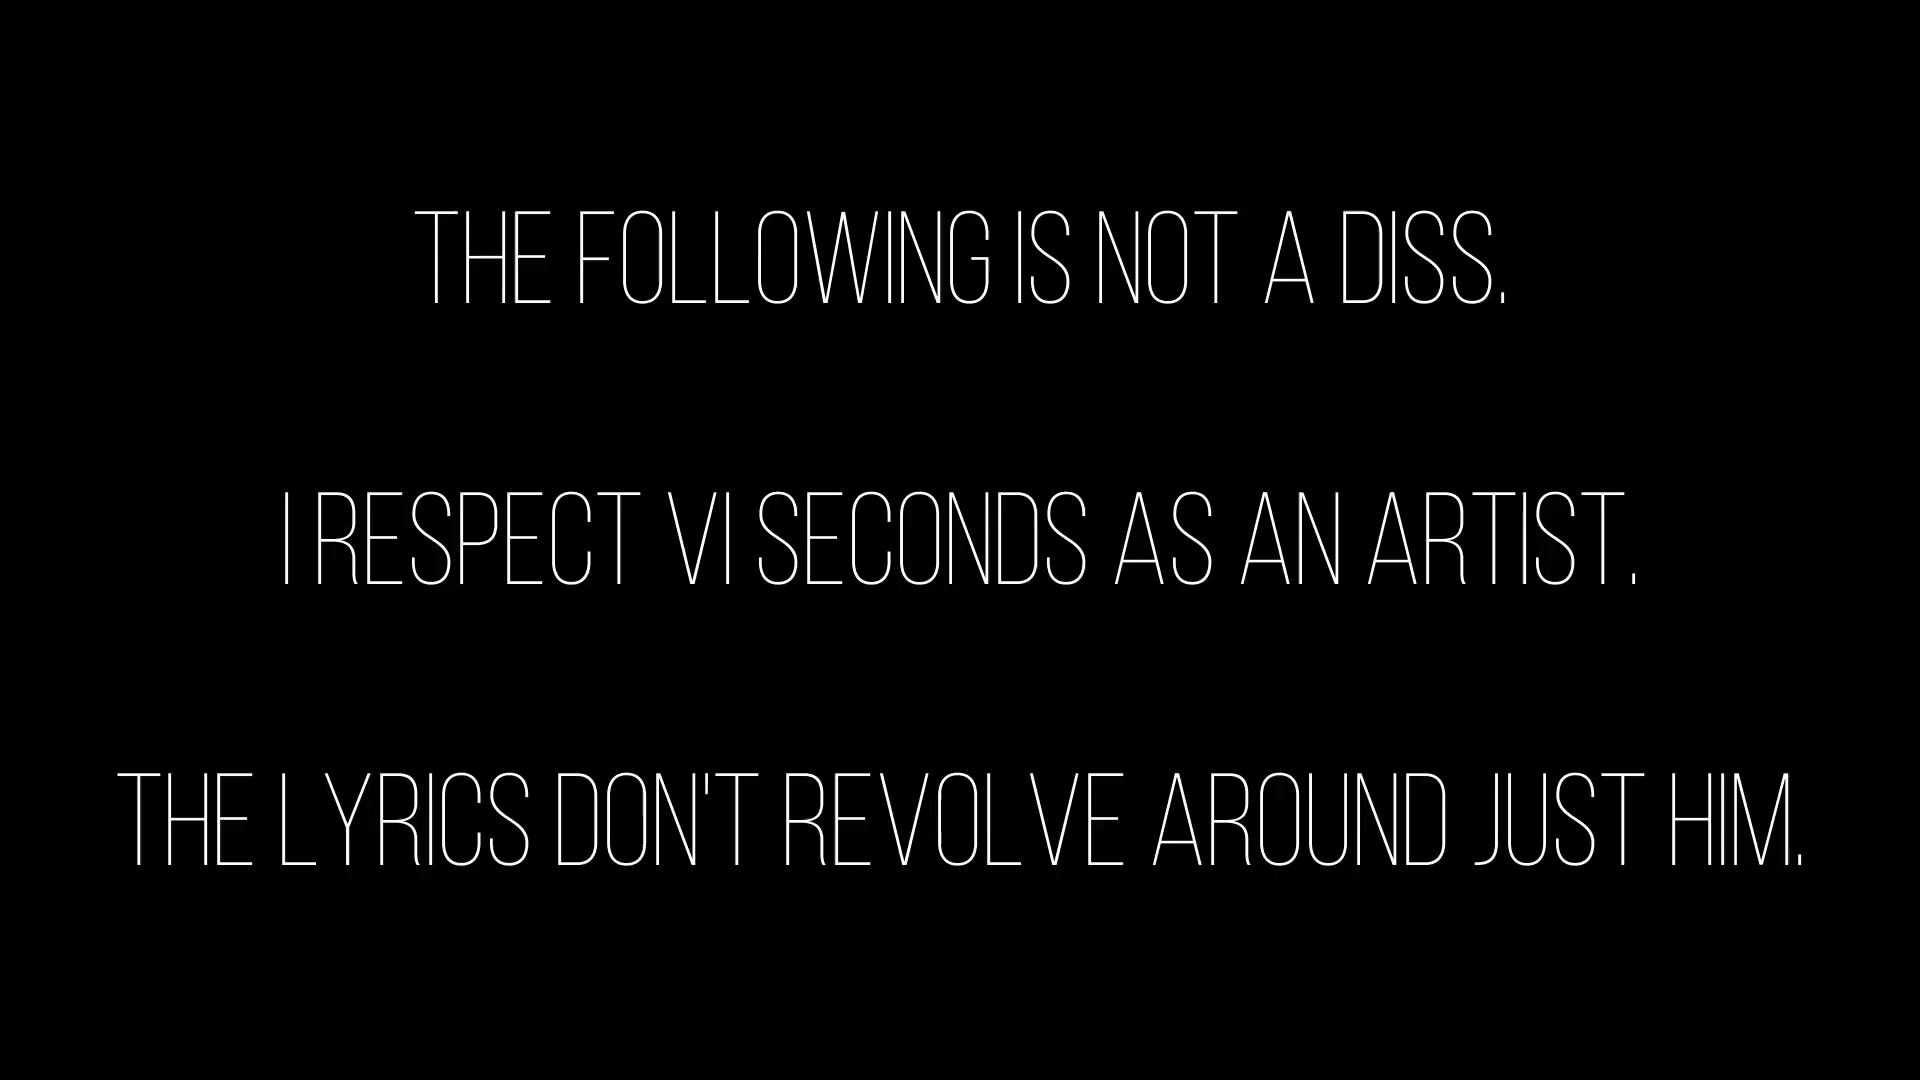 THE FOLLOWING IS NOT A DISS.
I RESPECT VI SECONDS AS AN ARTIST.
THE LYRICS DON'T REVOLVE AROUND JUST HIM.